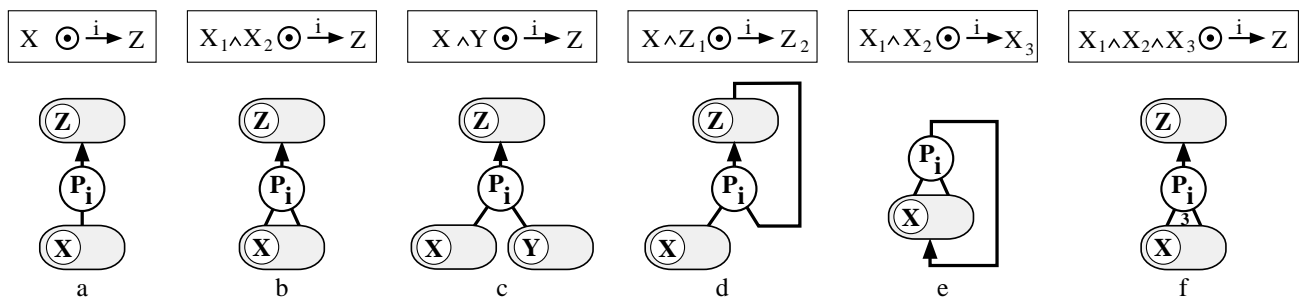 X ⊙ i→ Z
X₁∧X₂ ⊙ i→ Z
X∧Y ⊙ i→ Z
X∧Z₁ ⊙ i→ Z₂
X₁∧X₂ ⊙ i→ X₃
X₁∧X₂∧X₃ ⊙ i→ Z
Z
Pᵢ
X
a
Z
Pᵢ
X
b
Z
Pᵢ
X Y
c
Z
Pᵢ
X
d
Pᵢ
X
e
Z
Pᵢ
3
X
f